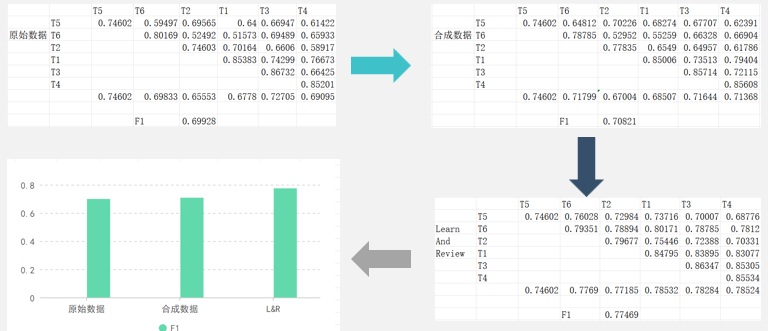 T5 T6 T2 T1 T3 T4
T5 0.74602 0.59497 0.69565 0.64 0.66947 0.61422
原始数据 T6 0.80169 0.52492 0.51573 0.69489 0.65933
T2 0.74603 0.70164 0.6606 0.58917
T1 0.85383 0.74299 0.76673
T3 0.86732 0.66425
T4 0.85201
0.74602 0.69833 0.65553 0.6778 0.72705 0.69095
F1 0.69928
T5 T6 T2 T1 T3 T4
T5 0.74602 0.64812 0.70226 0.68274 0.67707 0.62391
合成数据 T6 0.78785 0.52952 0.55259 0.66328 0.66904
T2 0.77835 0.6549 0.64957 0.61786
T1 0.85006 0.73513 0.79404
T3 0.85714 0.72115
T4 0.85608
0.74602 0.71799 0.67004 0.68507 0.71644 0.71368
F1 0.70821
T5 T6 T2 T1 T3 T4
T5 0.74602 0.76028 0.72984 0.73716 0.70007 0.68776
Learn T6 0.79351 0.78894 0.80171 0.78785 0.7812
And T2 0.79677 0.75446 0.72388 0.70331
Review T1 0.84795 0.83895 0.83077
T3 0.86347 0.85305
T4 0.85534
0.74602 0.7769 0.77185 0.78532 0.78284 0.78524
F1 0.77469
0.8
0.6
0.4
0.2
0
原始数据 合成数据 L&R
F1